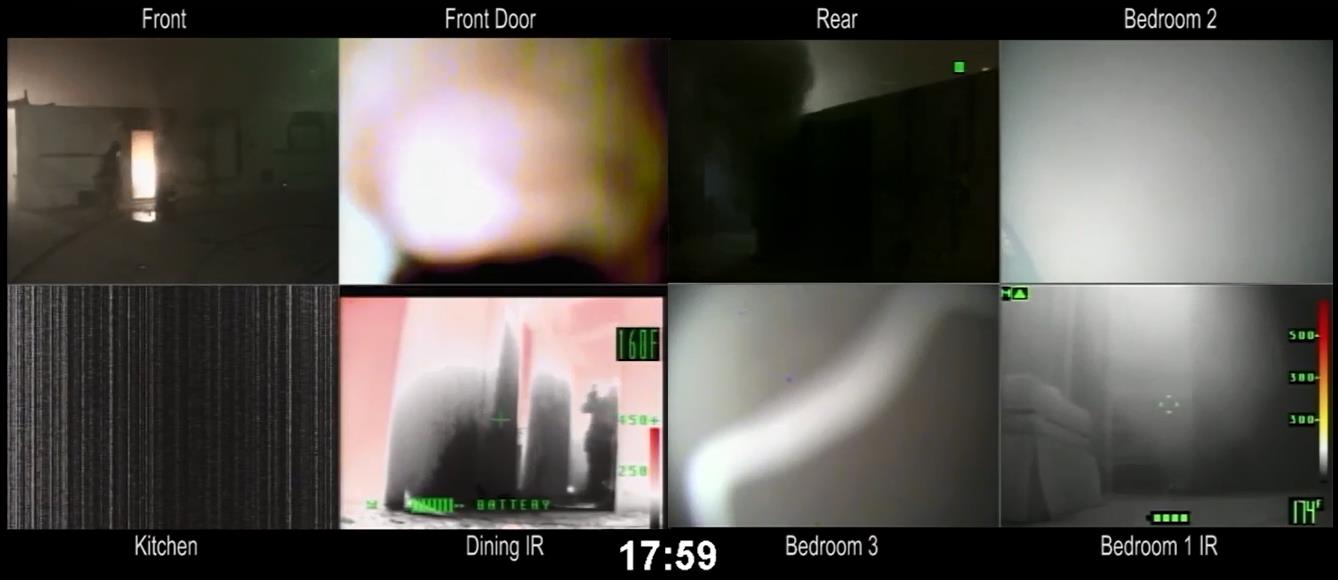 Front
Front Door
Rear
Bedroom 2
160F
450+
250
BATTERY
500-
300-
300-
174F
Kitchen
Dining IR
17:59
Bedroom 3
Bedroom 1 IR